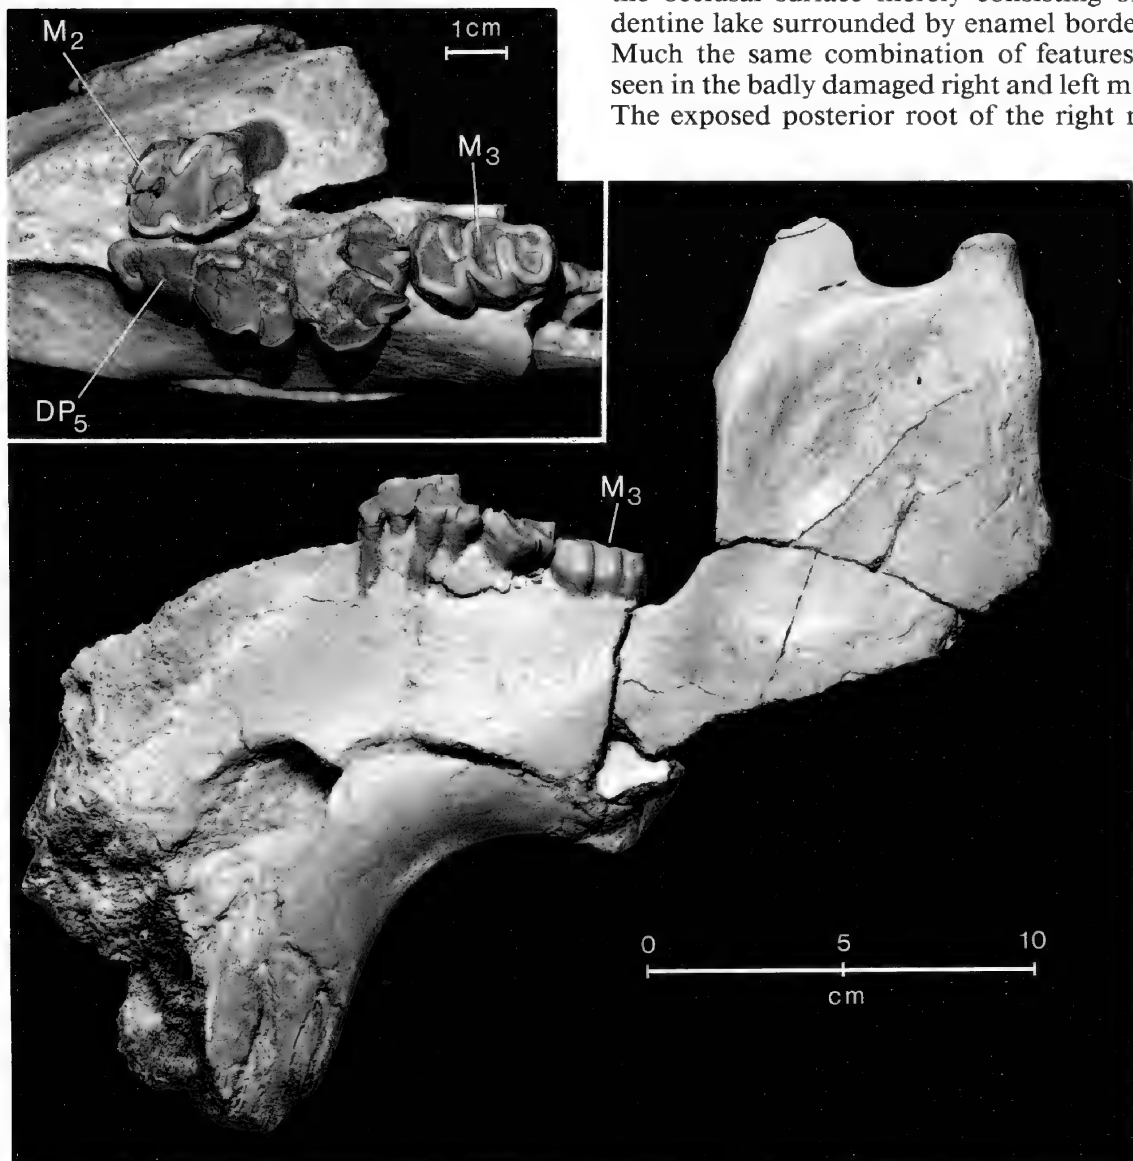 the occlusal surface merely consisting
dentine lake surrounded by enamel borde
Much the same combination of features
seen in the badly damaged right and left m
The exposed posterior root of the right
M2
1cm
M3
DP5
M3
0 5 10
cm